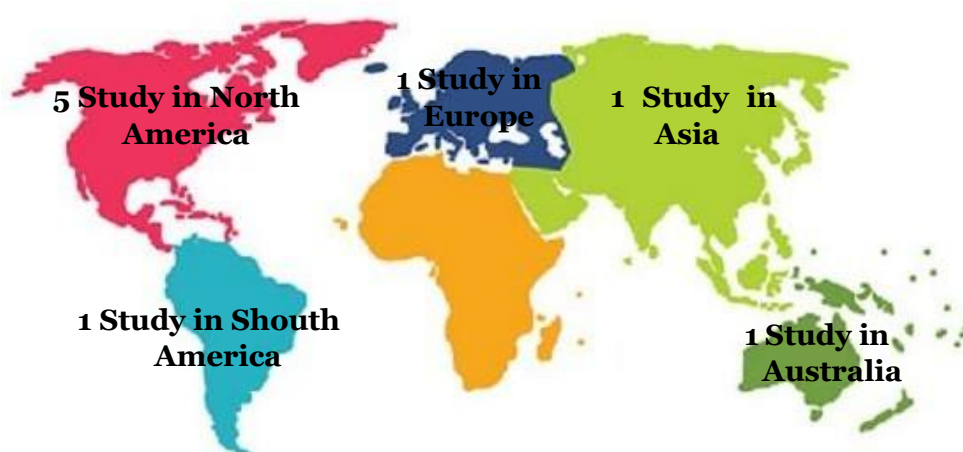 5 Study in North
America
1 Study in
Europe
1 Study in
Asia
1 Study in Shouth
America
1 Study in
Australia